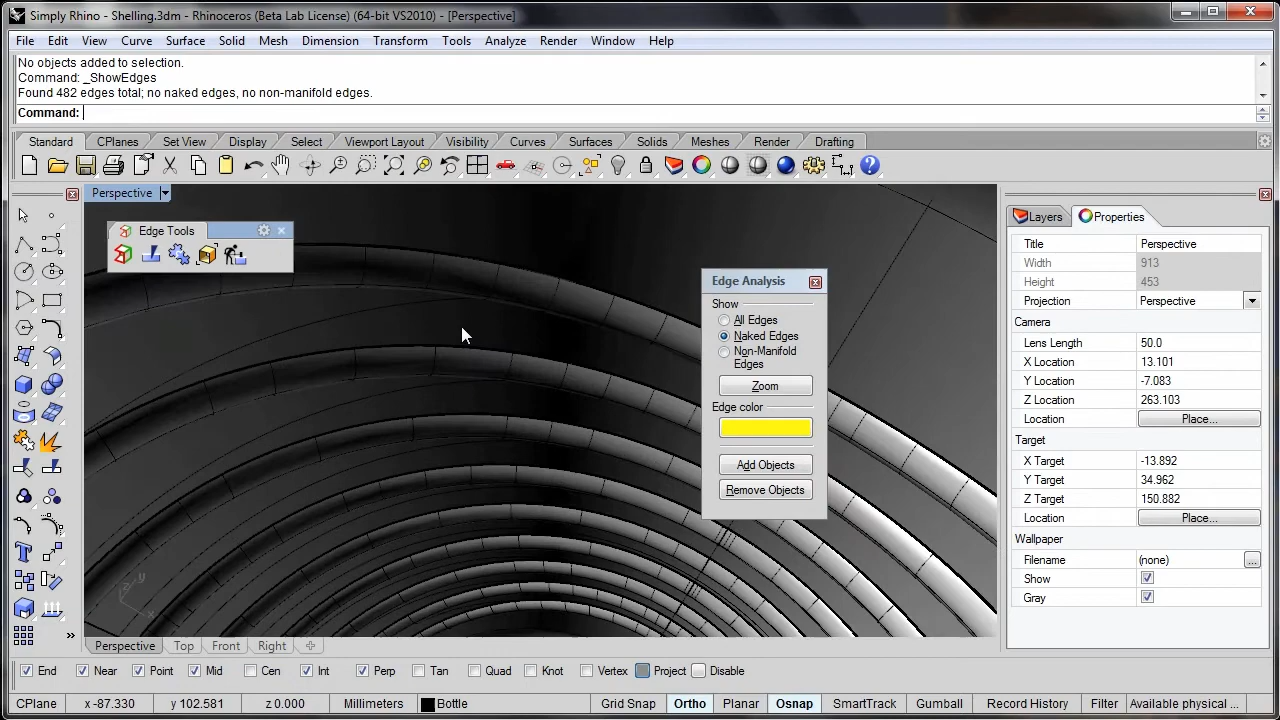 Simply Rhino - Shelling.3dm - Rhinoceros (Beta Lab License) (64-bit VS2010) - [Perspective]
File Edit View Curve Surface Solid Mesh Dimension Transform Tools Analyze Render Window Help
No objects added to selection.
Command: _ShowEdges
Found 482 edges total; no naked edges, no non-manifold edges.
Command:
Standard CPlanes Set View Display Select Viewport Layout Visibility Curves Surfaces Solids Meshes Render Drafting
Perspective
Edge Tools
Edge Analysis
Show
All Edges
Naked Edges
Non-Manifold
Edges
Zoom
Edge color
Add Objects
Remove Objects
Layers Properties
Title Perspective
Width 913
Height 453
Projection Perspective
Camera
Lens Length 50.0
X Location 13.101
Y Location -7.083
Z Location 263.103
Location Place...
Target
X Target -13.892
Y Target 34.962
Z Target 150.882
Location Place...
Wallpaper
Filename (none) ...
Show
Gray
z y
x
Perspective Top Front Right
End Near Point Mid Cen Int Perp Tan Quad Knot Vertex Project Disable
CPlane x -87.330 y 102.581 z 0.000 Millimeters Bottle Grid Snap Ortho Planar Osnap SmartTrack Gumball Record History Filter Available physical ...